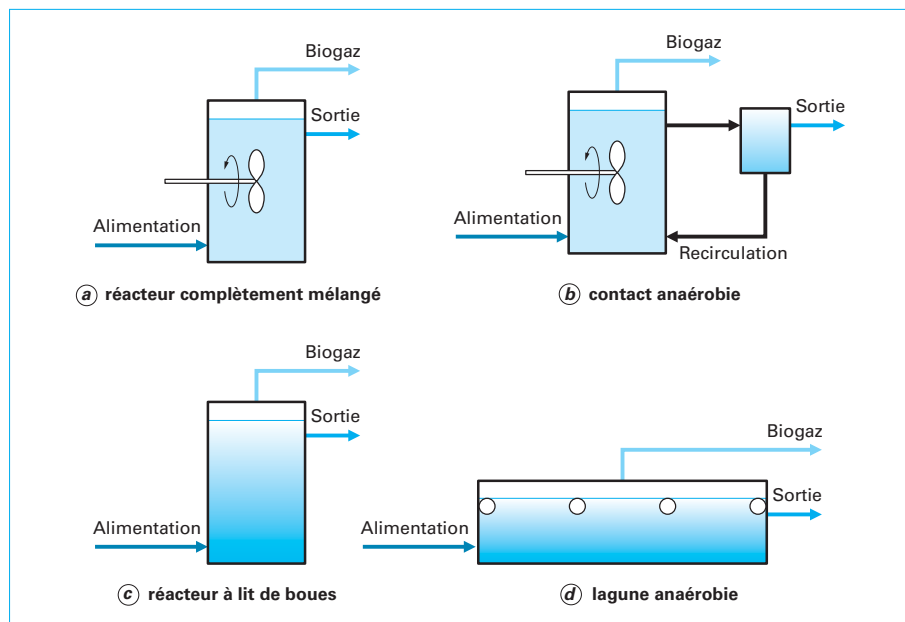 Biogaz
Sortie
Alimentation
a réacteur complètement mélangé
Biogaz
Sortie
Alimentation
Recirculation
b contact anaérobie
Biogaz
Sortie
Alimentation
c réacteur à lit de boues
Biogaz
Sortie
Alimentation
d lagune anaérobie